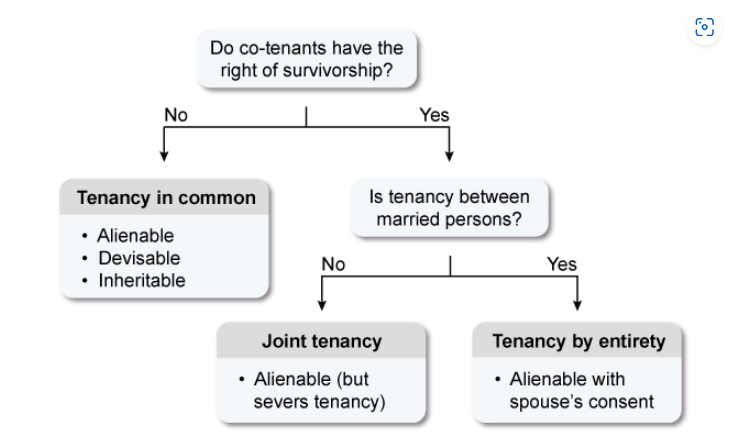 Do co-tenants have the
right of survivorship?
No
Yes
Tenancy in common
• Alienable
• Devisable
• Inheritable
Is tenancy between
married persons?
No
Yes
Joint tenancy
• Alienable (but
severs tenancy)
Tenancy by entirety
• Alienable with
spouse's consent